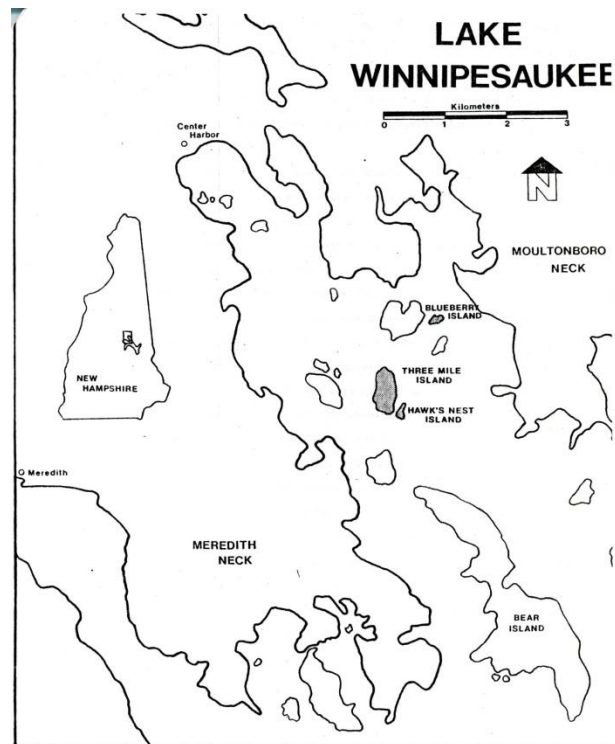 LAKE
WINNIPESAUKEE
Kilometers
0 1 2 3
Center
Harbor
N
MOULTONBORO
NECK
BLUEBERRY
ISLAND
THREE MILE
ISLAND
HAWK'S NEST
ISLAND
NEW
HAMPSHIRE
Meredith
MEREDITH
NECK
BEAR
ISLAND